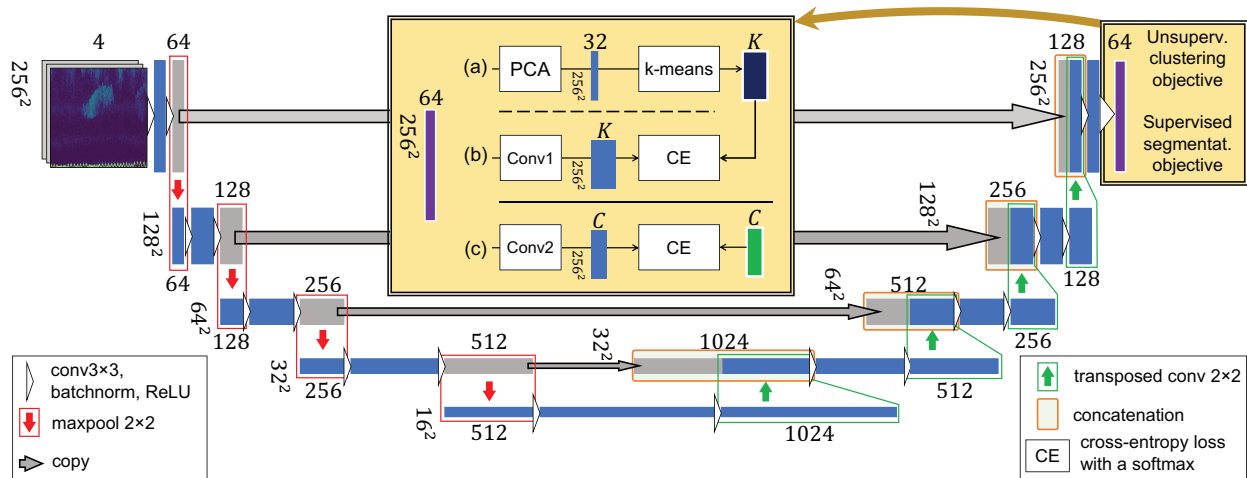 4
64
256²
128
128²
64
64²
128
256
32²
256
512
16²
512
(a)
PCA
32
256²
k-means
K
64
256²
(b)
Conv1
K
256²
CE
(c)
Conv2
C
256²
CE
C
32²
1024
1024
64²
512
512
128²
256
256
256²
128
128
64
Unsuperv.
clustering
objective
Supervised
segmentat.
objective
conv3×3,
batchnorm, ReLU
maxpool 2×2
copy
transposed conv 2×2
concatenation
CE
cross-entropy loss
with a softmax